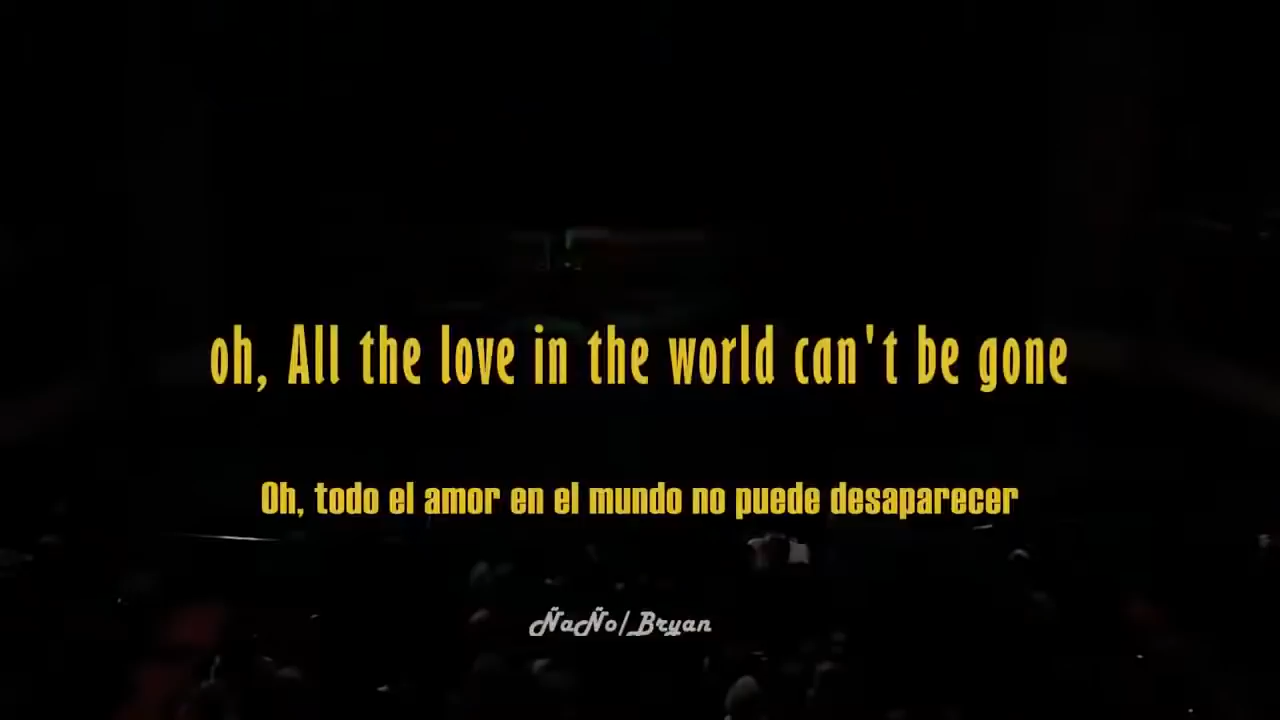 oh, All the love in the world can't be gone
Oh, todo el amor en el mundo no puede desaparecer
ÑaÑo/Bryan